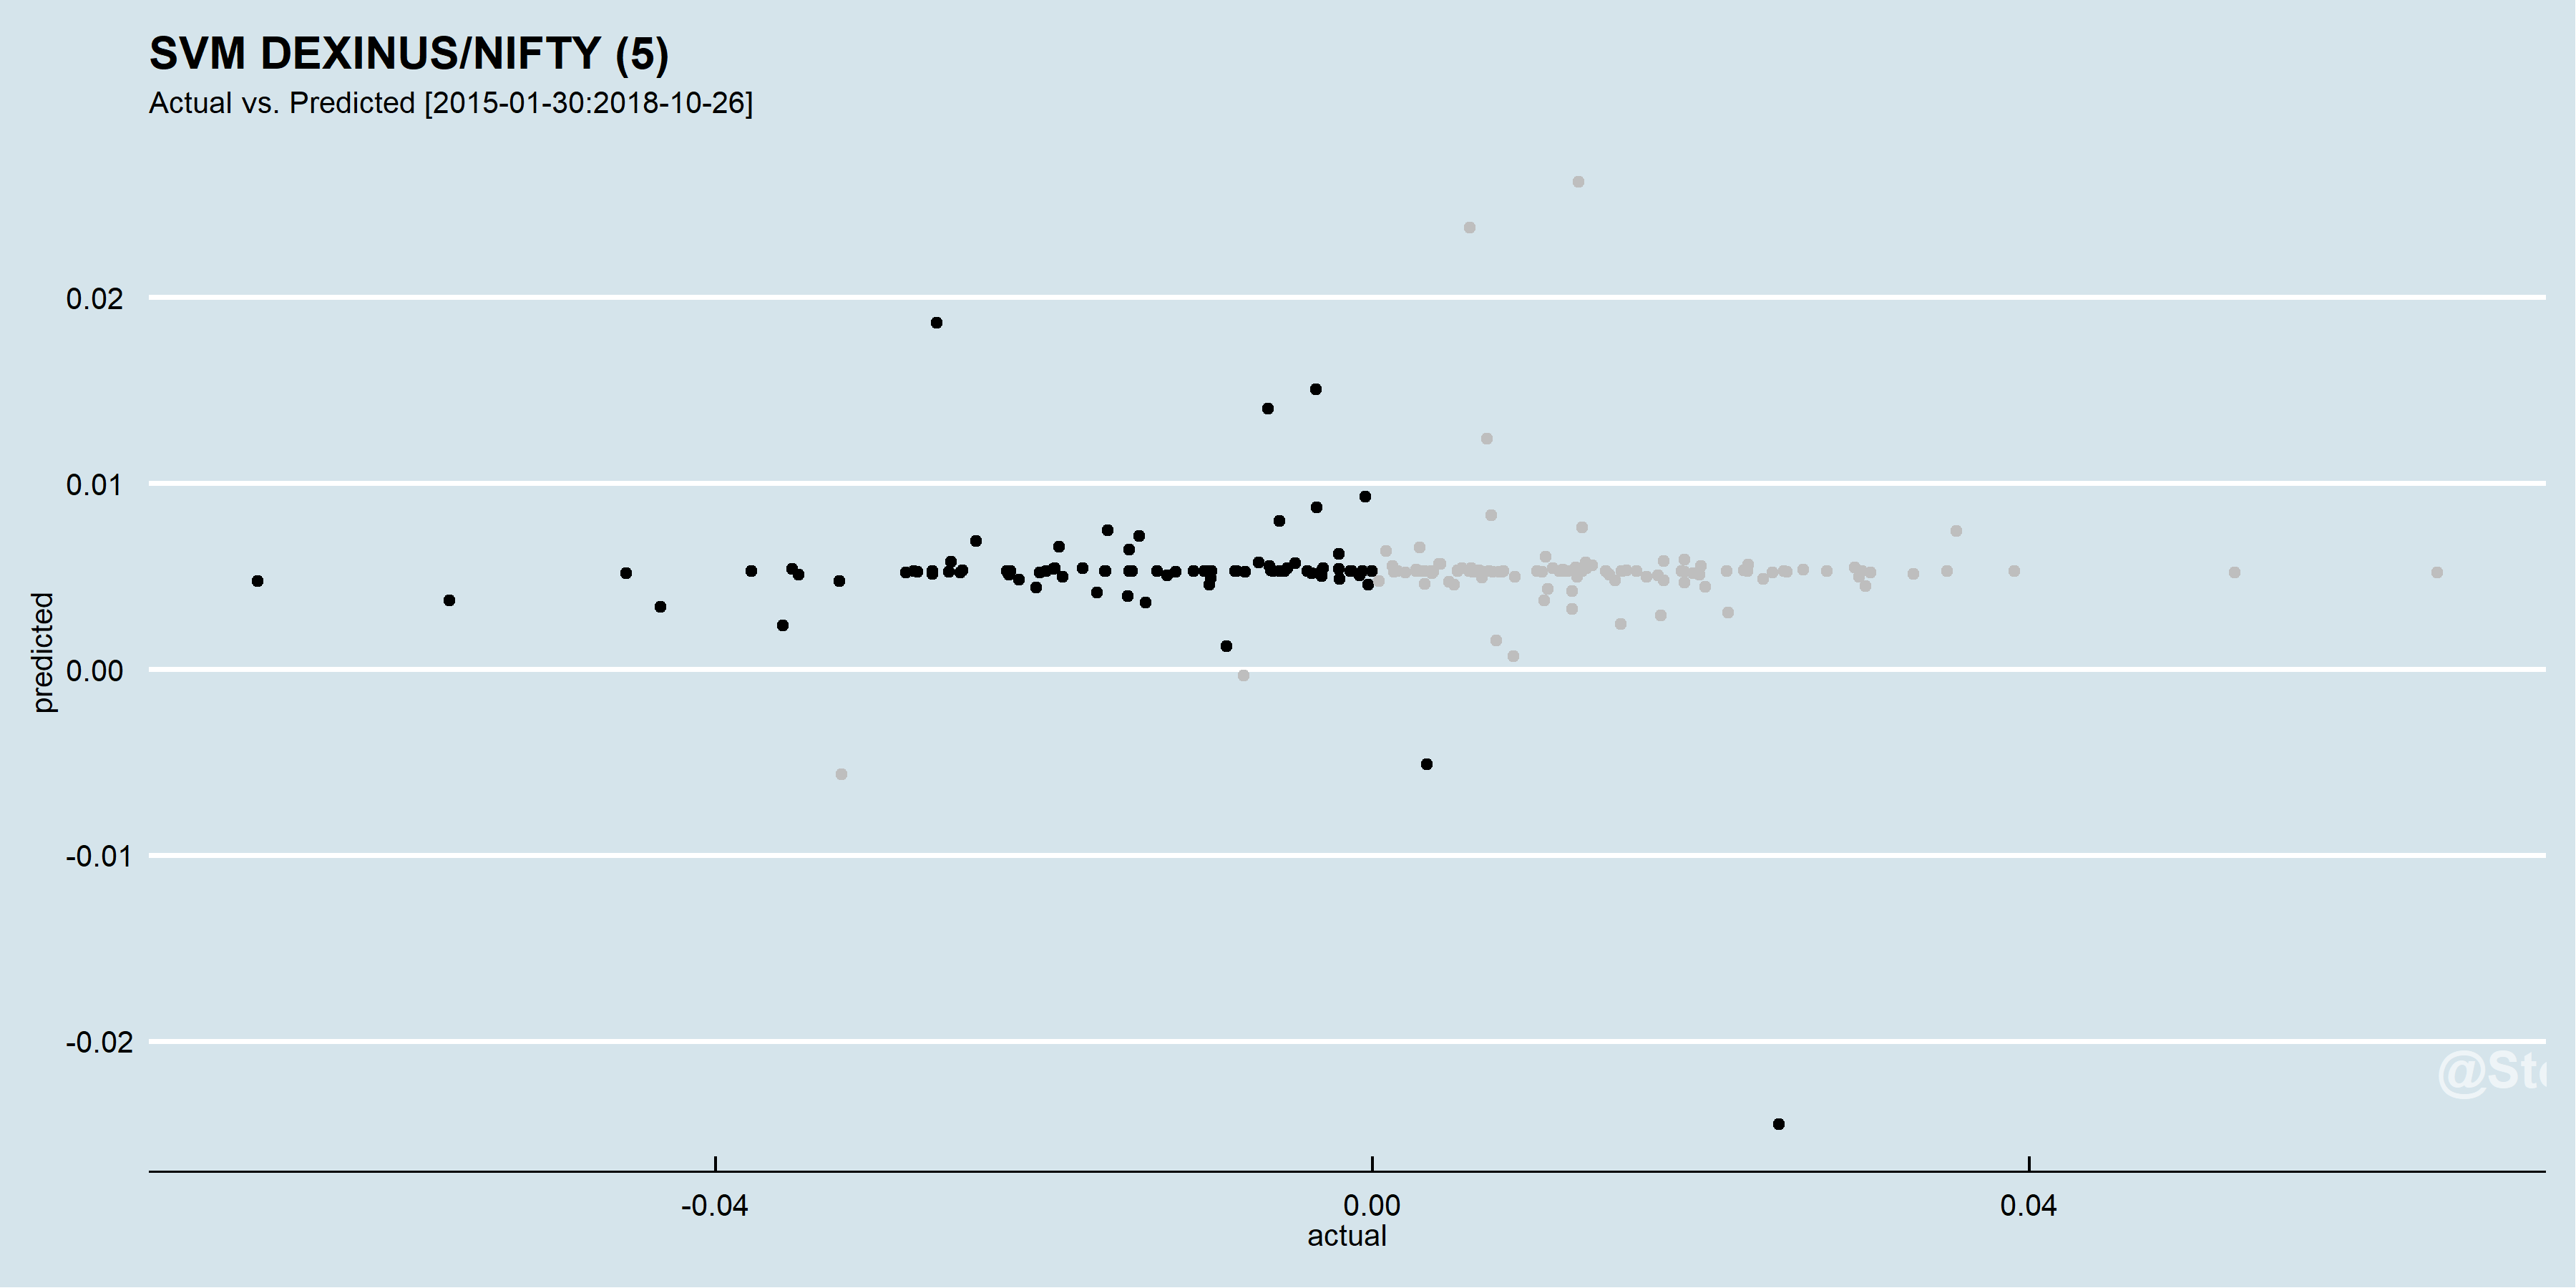 SVM DEXINUS/NIFTY (5)
Actual vs. Predicted [2015-01-30:2018-10-26]
0.02
0.01
0.00
-0.01
-0.02
predicted
-0.04 0.00 0.04
actual